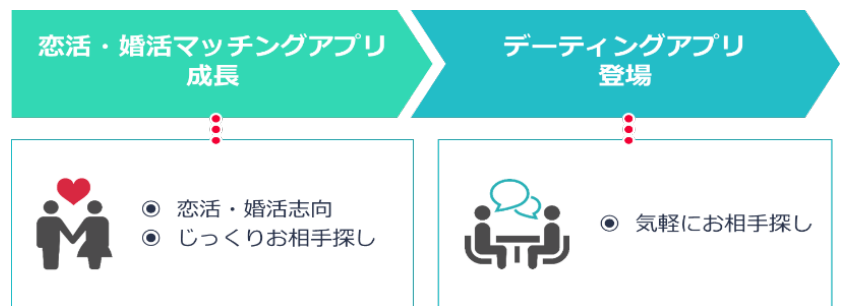 恋活・婚活マッチングアプリ
成長
デーティングアプリ
登場
恋活・婚活志向
じっくりお相手探し
気軽にお相手探し